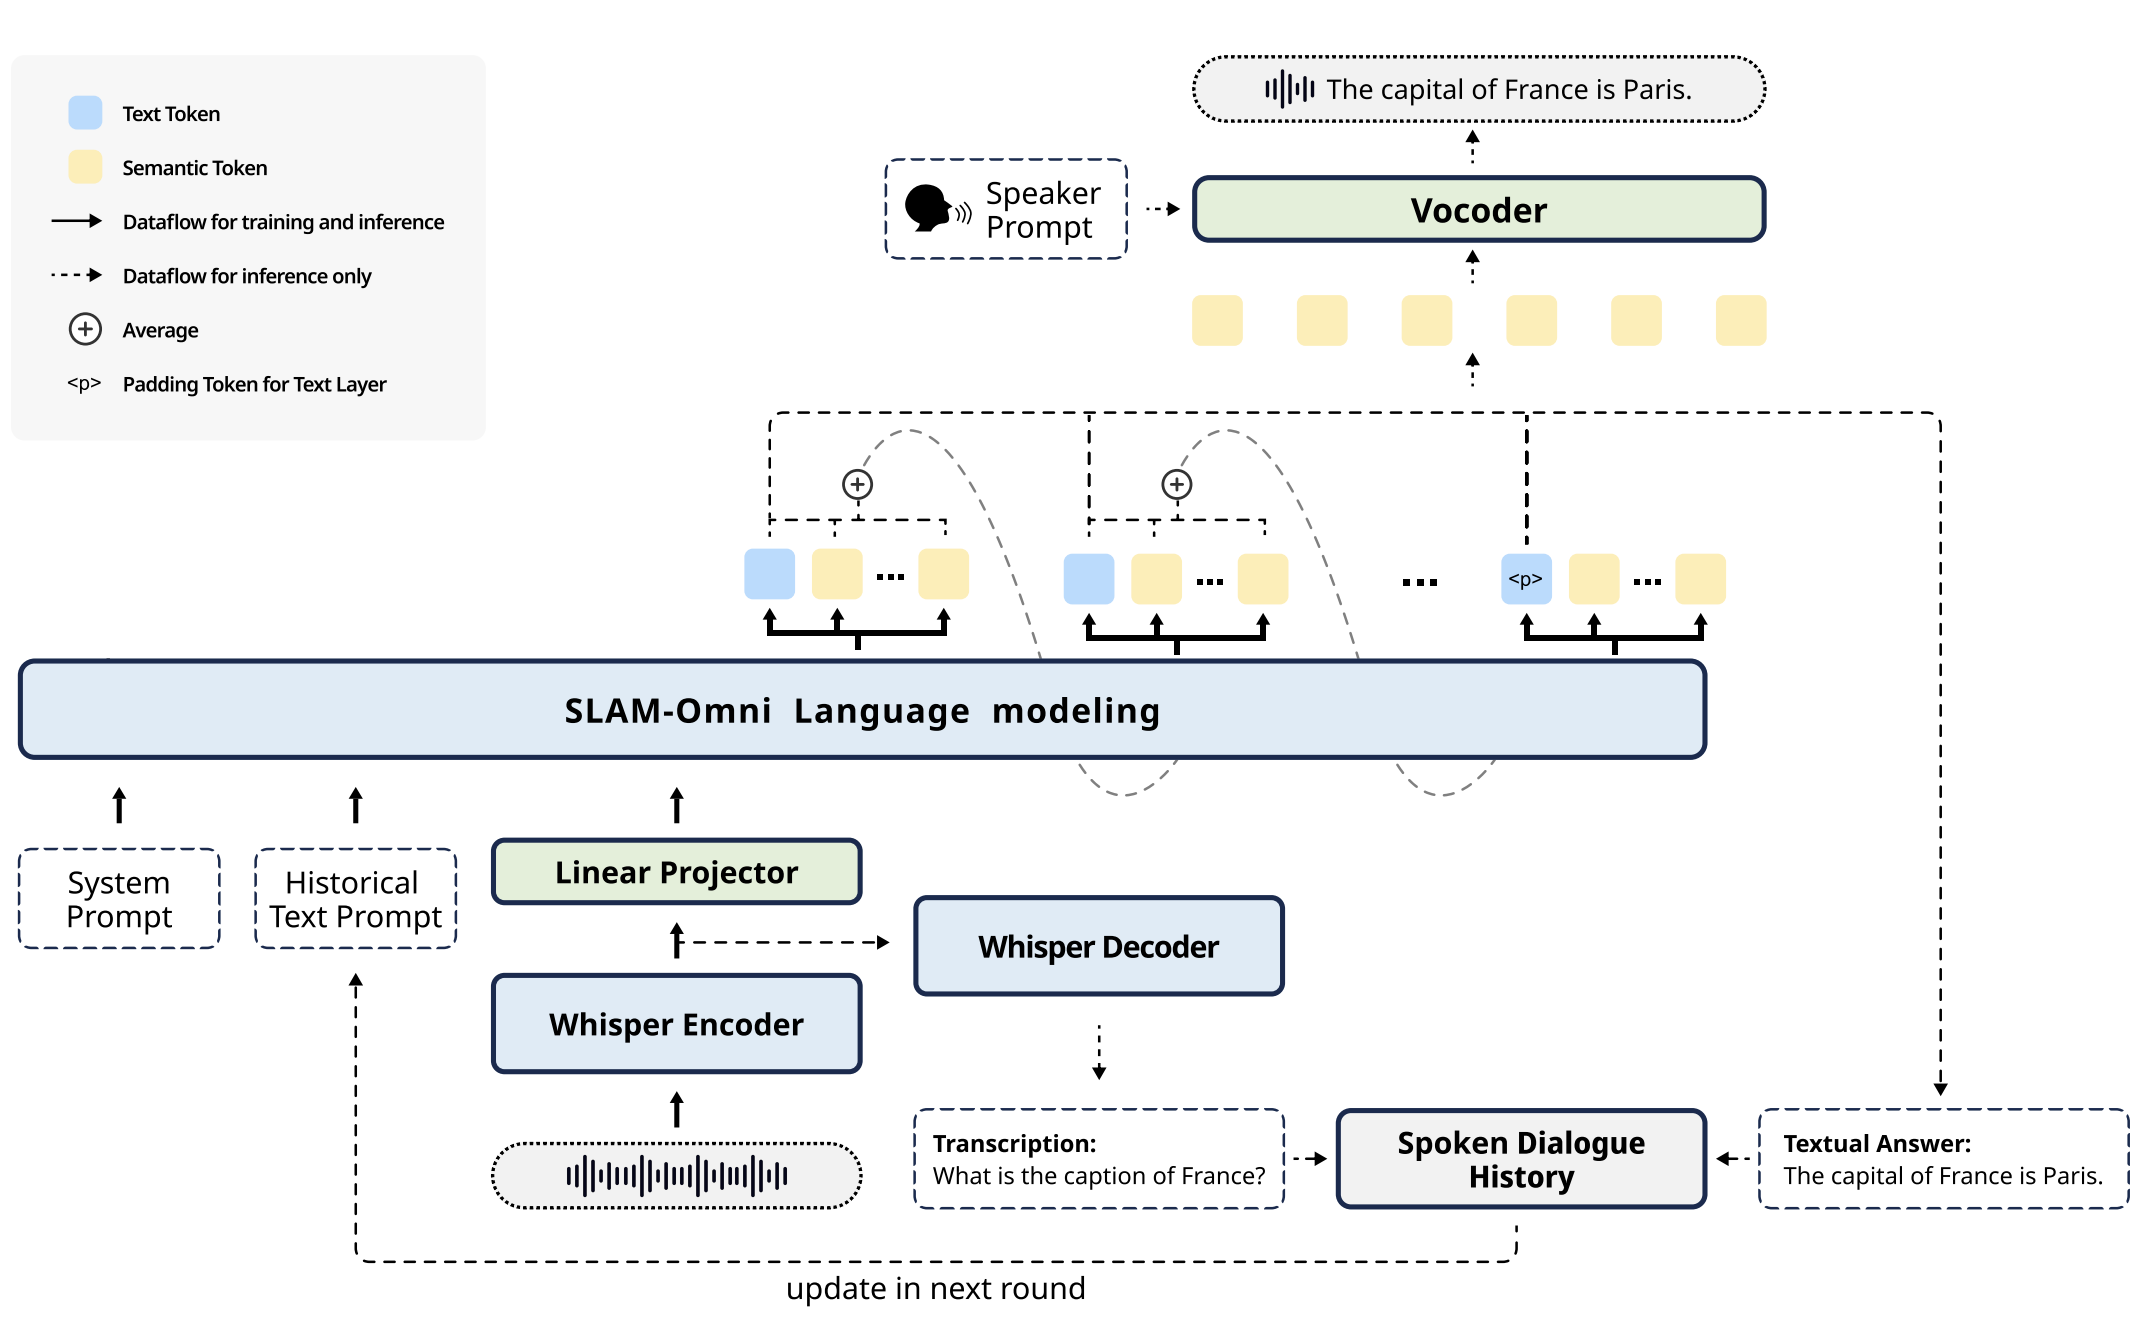 Text Token
Semantic Token
Dataflow for training and inference
Dataflow for inference only
Average
<p> Padding Token for Text Layer
The capital of France is Paris.
Speaker
Prompt
Vocoder
<p>
SLAM-Omni Language modeling
System
Prompt
Historical
Text Prompt
Linear Projector
Whisper Encoder
Whisper Decoder
Transcription:
What is the caption of France?
Spoken Dialogue
History
Textual Answer:
The capital of France is Paris.
update in next round